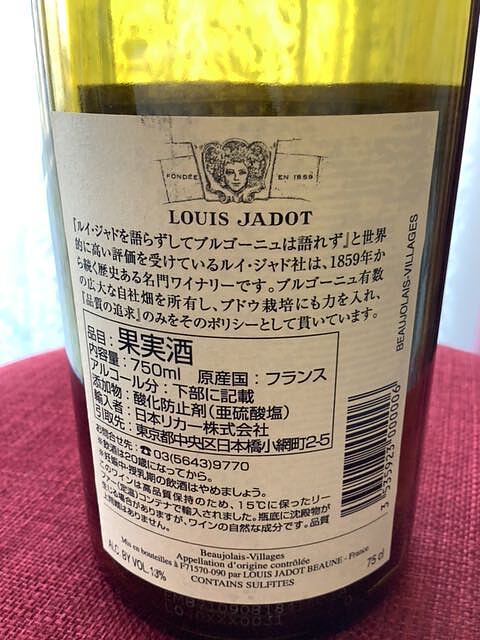 FONDÉE EN 1859
LOUIS JADOT
『ルイ・ジャドを語らずしてブルゴーニュは語れず』と世界
的に高い評価を受けているルイ・ジャド社は、1859年か
ら続く歴史ある名門ワイナリーです。ブルゴーニュ有数
の広大な自社畑を所有し、ブドウ栽培にも力を入れ、
『品質の追求』のみをそのポリシーとして貫いています。
品目：果実酒
内容量：750ml 原産国：フランス
アルコール分：下部に記載
添加物：酸化防止剤(亜硫酸塩)
輸入者：日本リカー株式会社
引取先：東京都中央区日本橋小網町2-5
お問合せ先：☎03(5643)9770
※飲酒は20歳になってから。
※妊娠中・授乳期の飲酒はやめましょう。
このワインは高品質保持のため、15℃に保ったリー
ファー(定温)コンテナで輸入されました。瓶底に沈殿物が
ある場合がありますが、ワインの自然な成分です。品質
上問題はありません。
BEAUJOLAIS-VILLAGES
Beaujolais-Villages
Appellation d'origine contrôlée
Mis en bouteilles à F71570-090 par LOUIS JADOT BEAUNE - France
CONTAINS SULFITES
ALC. BY VOL. 13%
75 cl